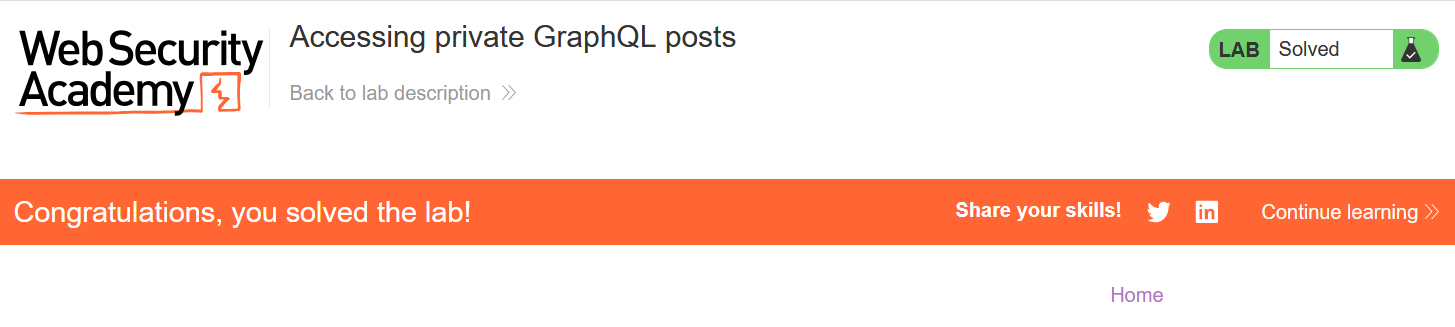 Web Security
Academy
Accessing private GraphQL posts
Back to lab description
LAB Solved
Congratulations, you solved the lab!
Share your skills!
Continue learning
Home